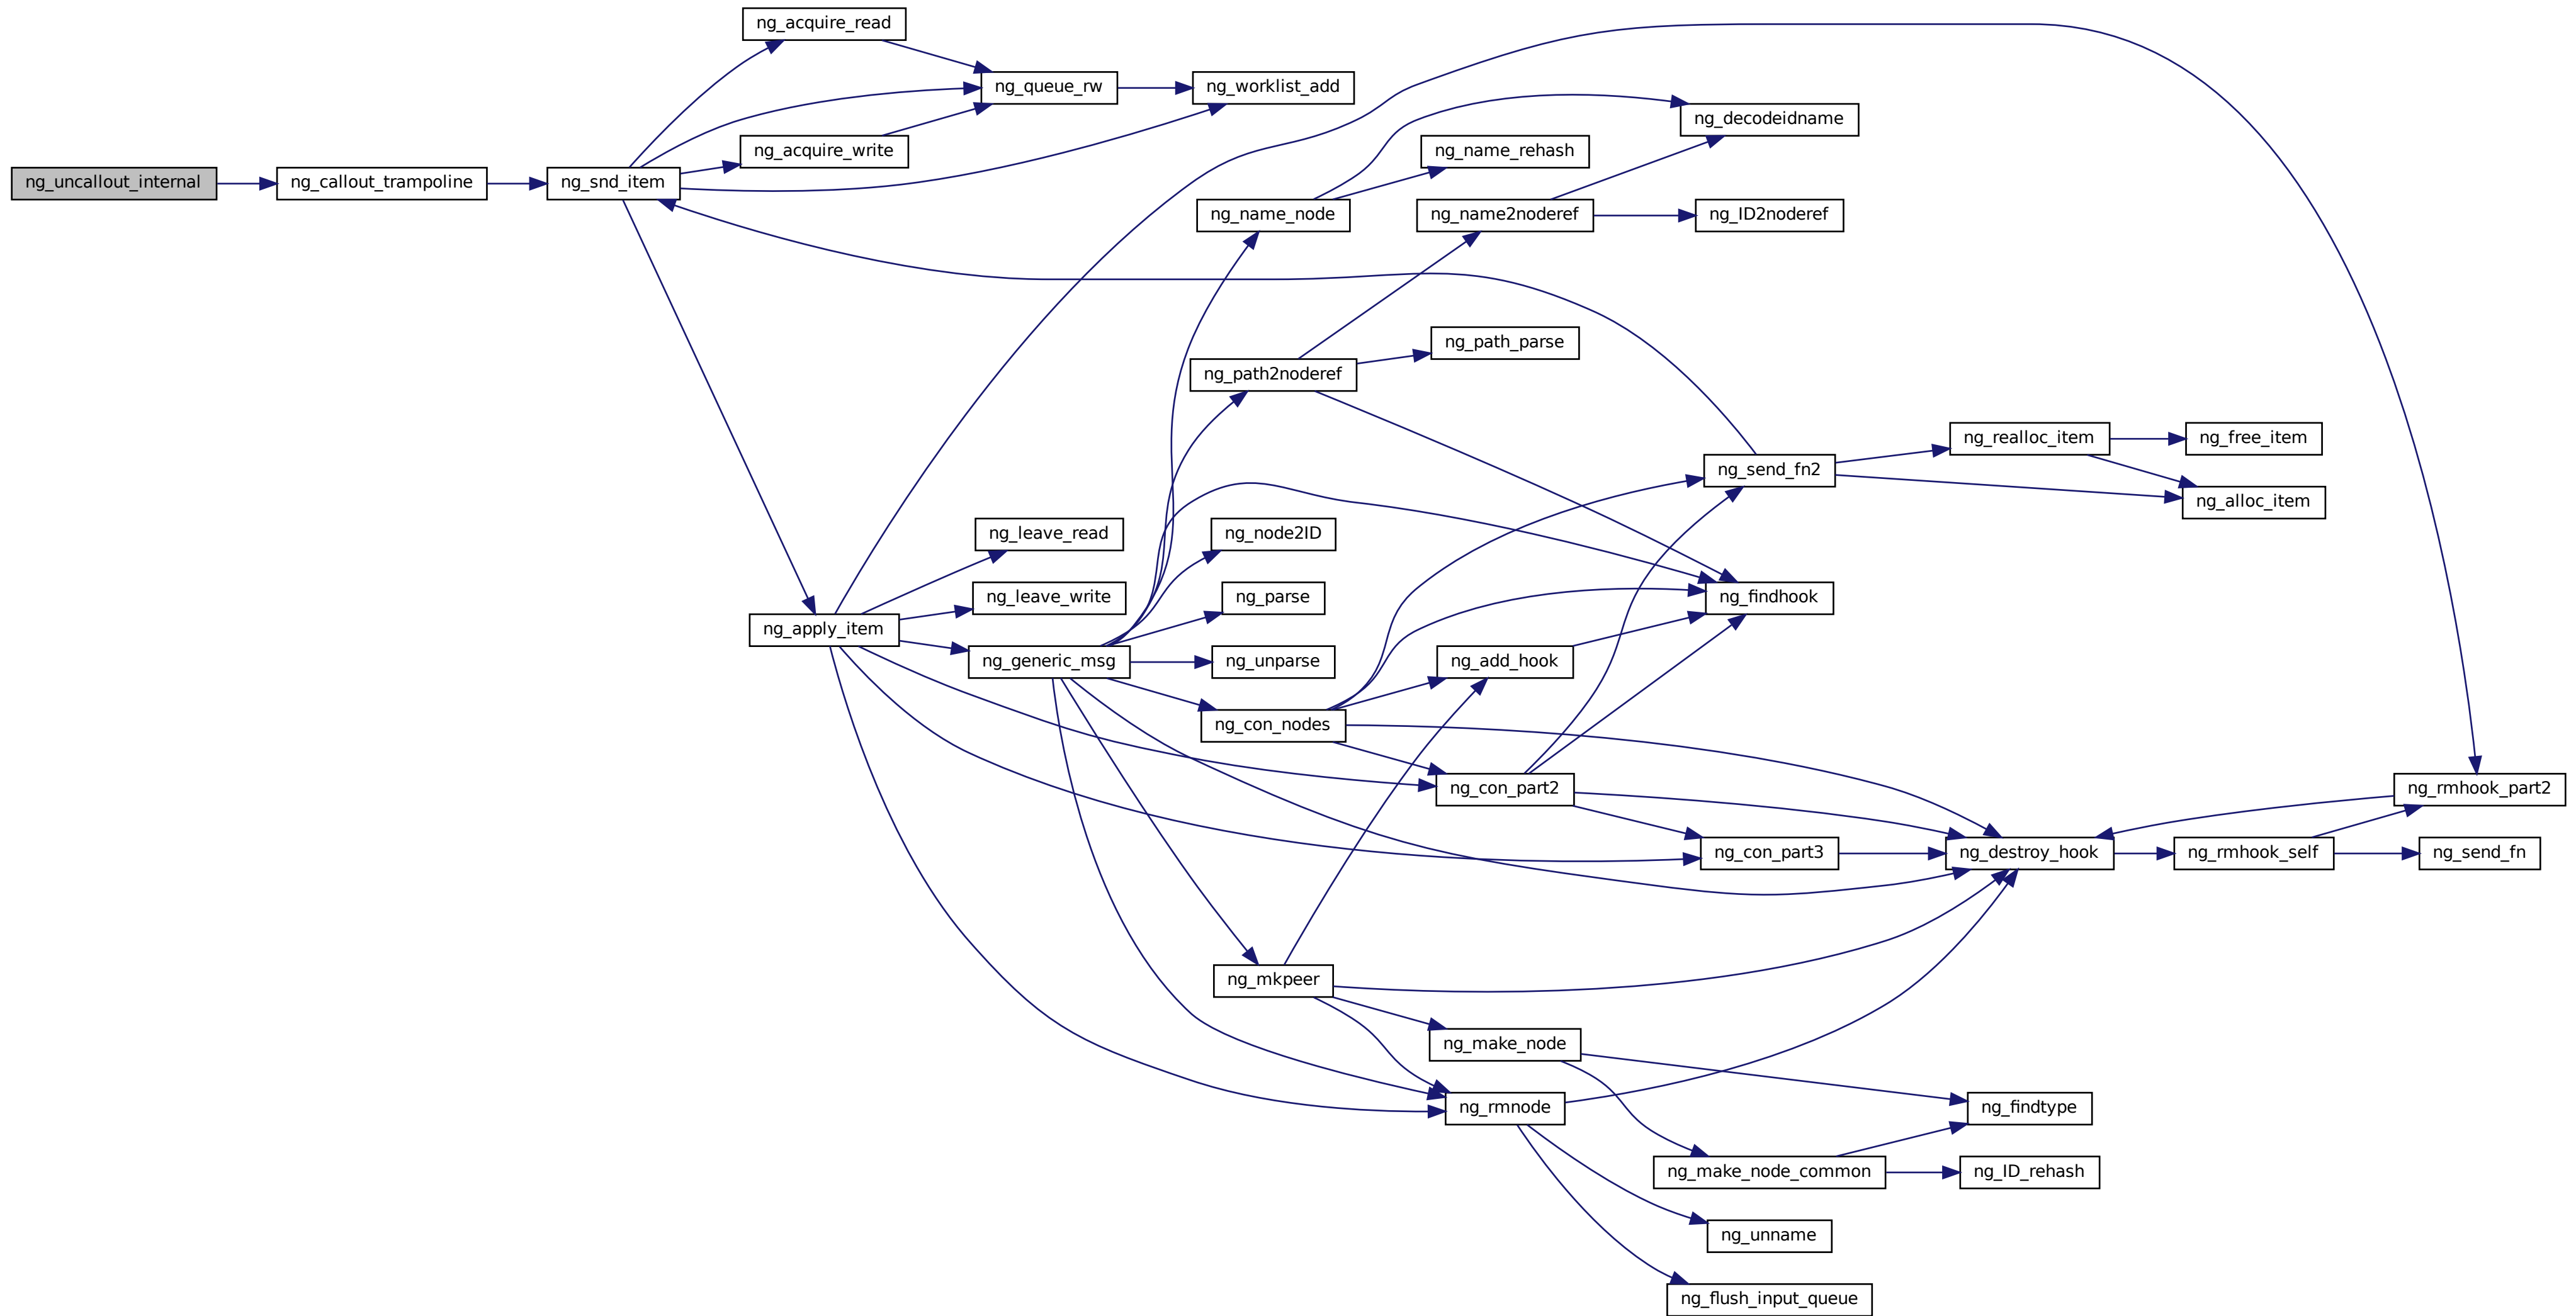 ng_acquire_read
ng_queue_rw
ng_worklist_add
ng_decodeidname
ng_acquire_write
ng_name_rehash
ng_uncallout_internal
ng_callout_trampoline
ng_snd_item
ng_name_node
ng_name2noderef
ng_ID2noderef
ng_path_parse
ng_path2noderef
ng_realloc_item
ng_free_item
ng_send_fn2
ng_alloc_item
ng_leave_read
ng_node2ID
ng_leave_write
ng_parse
ng_findhook
ng_apply_item
ng_generic_msg
ng_unparse
ng_add_hook
ng_con_nodes
ng_con_part2
ng_rmhook_part2
ng_con_part3
ng_destroy_hook
ng_rmhook_self
ng_send_fn
ng_mkpeer
ng_make_node
ng_rmnode
ng_findtype
ng_make_node_common
ng_ID_rehash
ng_unname
ng_flush_input_queue